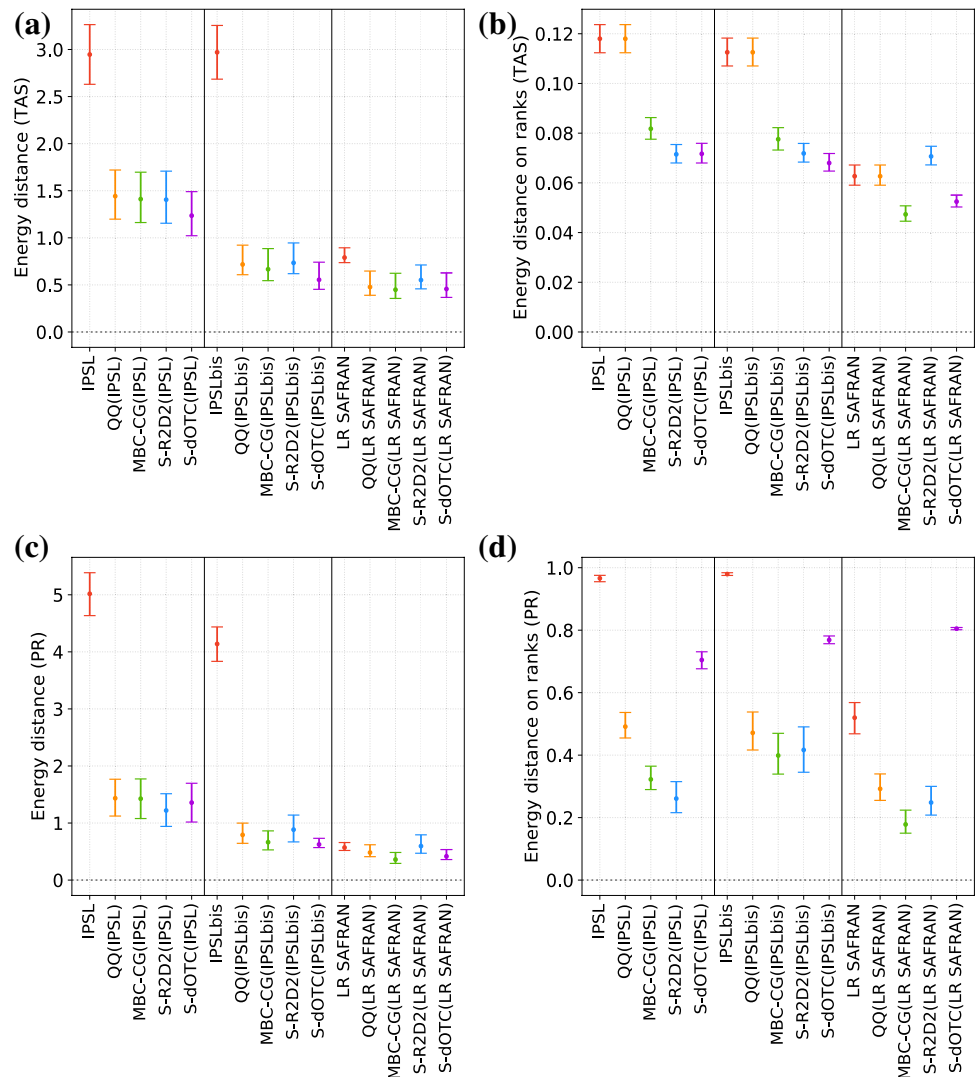 (a)
Energy distance (TAS)
3.0
2.5
2.0
1.5
1.0
0.5
0.0
IPSL
QQ(IPSL)
MBC-CG(IPSL)
S-R2D2(IPSL)
S-dOTC(IPSL)
IPSLbis
QQ(IPSLbis)
MBC-CG(IPSLbis)
S-R2D2(IPSLbis)
S-dOTC(IPSLbis)
LR SAFRAN
QQ(LR SAFRAN)
MBC-CG(LR SAFRAN)
S-R2D2(LR SAFRAN)
S-dOTC(LR SAFRAN)
(b)
Energy distance on ranks (TAS)
0.12
0.10
0.08
0.06
0.04
0.02
0.00
IPSL
QQ(IPSL)
MBC-CG(IPSL)
S-R2D2(IPSL)
S-dOTC(IPSL)
IPSLbis
QQ(IPSLbis)
MBC-CG(IPSLbis)
S-R2D2(IPSLbis)
S-dOTC(IPSLbis)
LR SAFRAN
QQ(LR SAFRAN)
MBC-CG(LR SAFRAN)
S-R2D2(LR SAFRAN)
S-dOTC(LR SAFRAN)
(c)
Energy distance (PR)
5
4
3
2
1
0
IPSL
QQ(IPSL)
MBC-CG(IPSL)
S-R2D2(IPSL)
S-dOTC(IPSL)
IPSLbis
QQ(IPSLbis)
MBC-CG(IPSLbis)
S-R2D2(IPSLbis)
S-dOTC(IPSLbis)
LR SAFRAN
QQ(LR SAFRAN)
MBC-CG(LR SAFRAN)
S-R2D2(LR SAFRAN)
S-dOTC(LR SAFRAN)
(d)
Energy distance on ranks (PR)
1.0
0.8
0.6
0.4
0.2
0.0
IPSL
QQ(IPSL)
MBC-CG(IPSL)
S-R2D2(IPSL)
S-dOTC(IPSL)
IPSLbis
QQ(IPSLbis)
MBC-CG(IPSLbis)
S-R2D2(IPSLbis)
S-dOTC(IPSLbis)
LR SAFRAN
QQ(LR SAFRAN)
MBC-CG(LR SAFRAN)
S-R2D2(LR SAFRAN)
S-dOTC(LR SAFRAN)